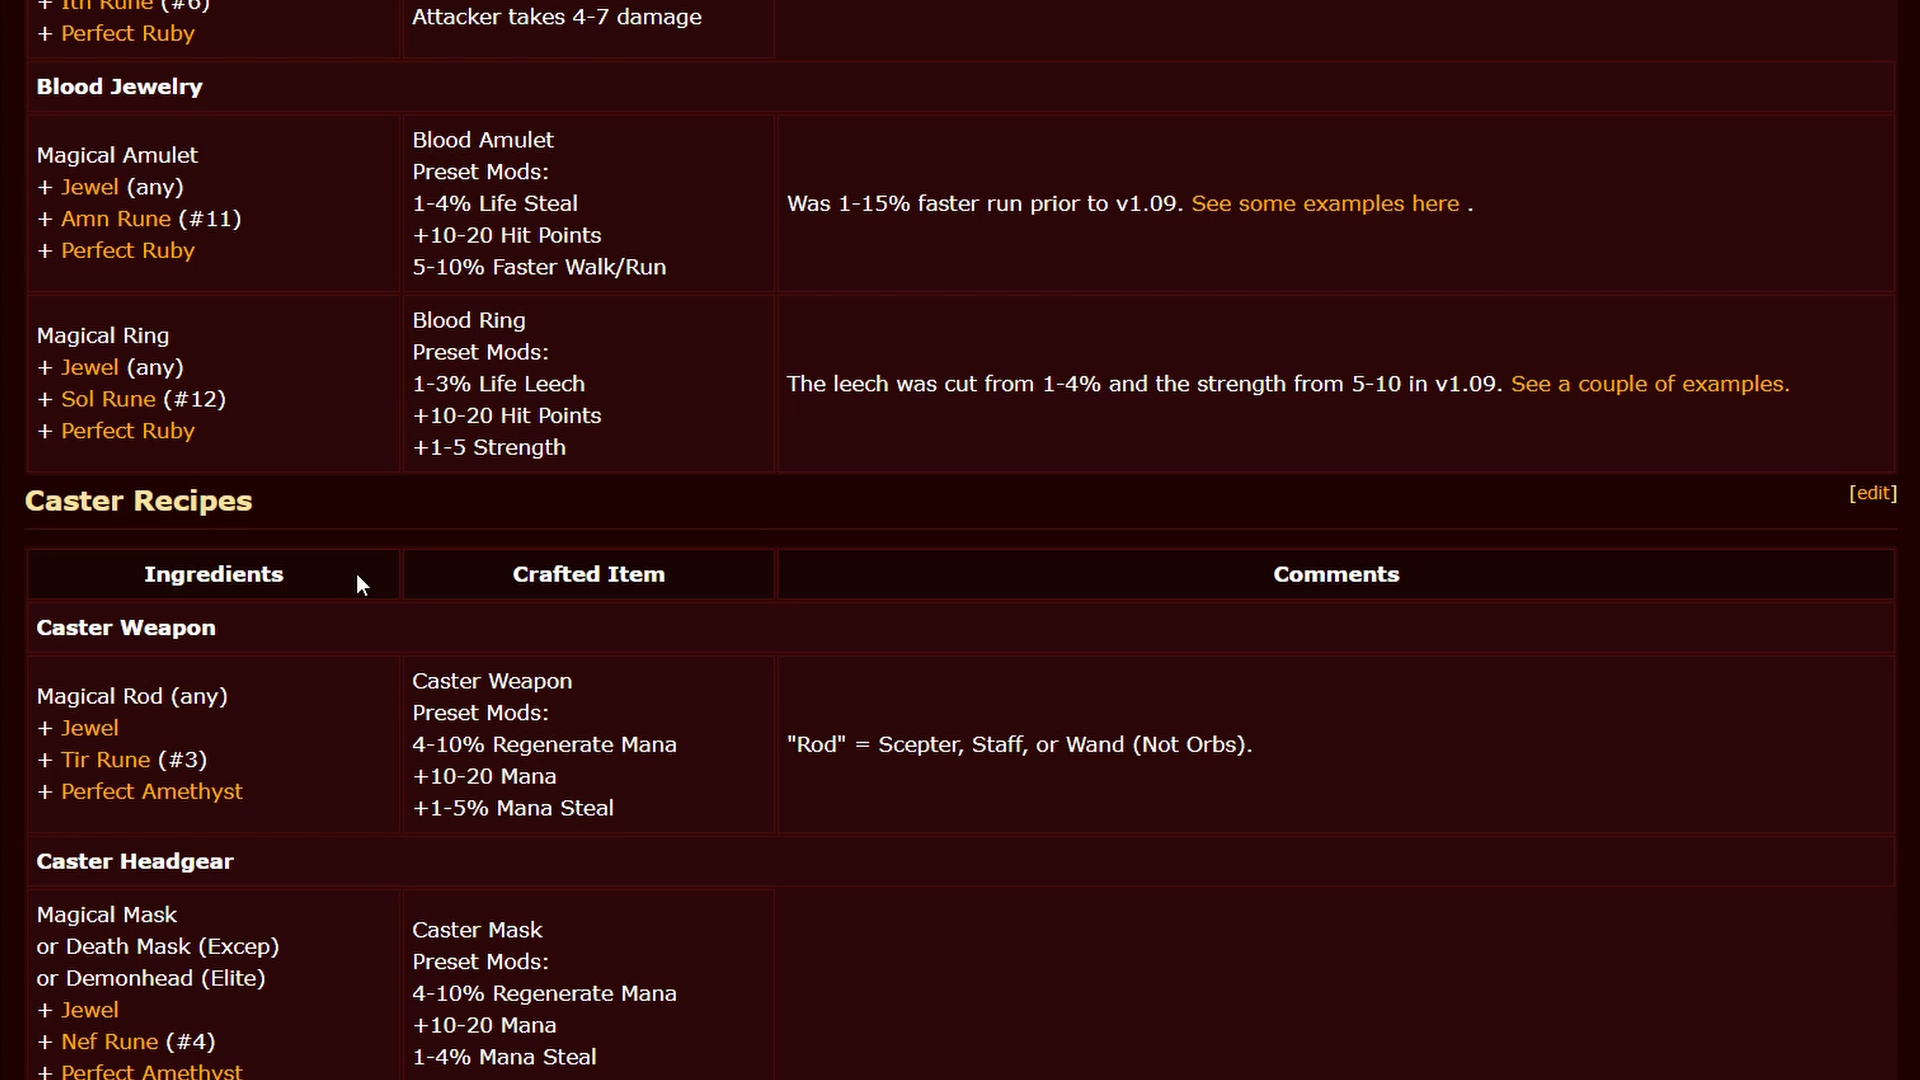 + Ith Rune (#6)
+ Perfect Ruby
Attacker takes 4-7 damage
Blood Jewelry
Magical Amulet
+ Jewel (any)
+ Amn Rune (#11)
+ Perfect Ruby
Blood Amulet
Preset Mods:
1-4% Life Steal
+10-20 Hit Points
5-10% Faster Walk/Run
Was 1-15% faster run prior to v1.09. See some examples here .
Magical Ring
+ Jewel (any)
+ Sol Rune (#12)
+ Perfect Ruby
Blood Ring
Preset Mods:
1-3% Life Leech
+10-20 Hit Points
+1-5 Strength
The leech was cut from 1-4% and the strength from 5-10 in v1.09. See a couple of examples.
Caster Recipes
[edit]
Ingredients
Crafted Item
Comments
Caster Weapon
Magical Rod (any)
+ Jewel
+ Tir Rune (#3)
+ Perfect Amethyst
Caster Weapon
Preset Mods:
4-10% Regenerate Mana
+10-20 Mana
+1-5% Mana Steal
"Rod" = Scepter, Staff, or Wand (Not Orbs).
Caster Headgear
Magical Mask
or Death Mask (Excep)
or Demonhead (Elite)
+ Jewel
+ Nef Rune (#4)
+ Perfect Amethyst
Caster Mask
Preset Mods:
4-10% Regenerate Mana
+10-20 Mana
1-4% Mana Steal